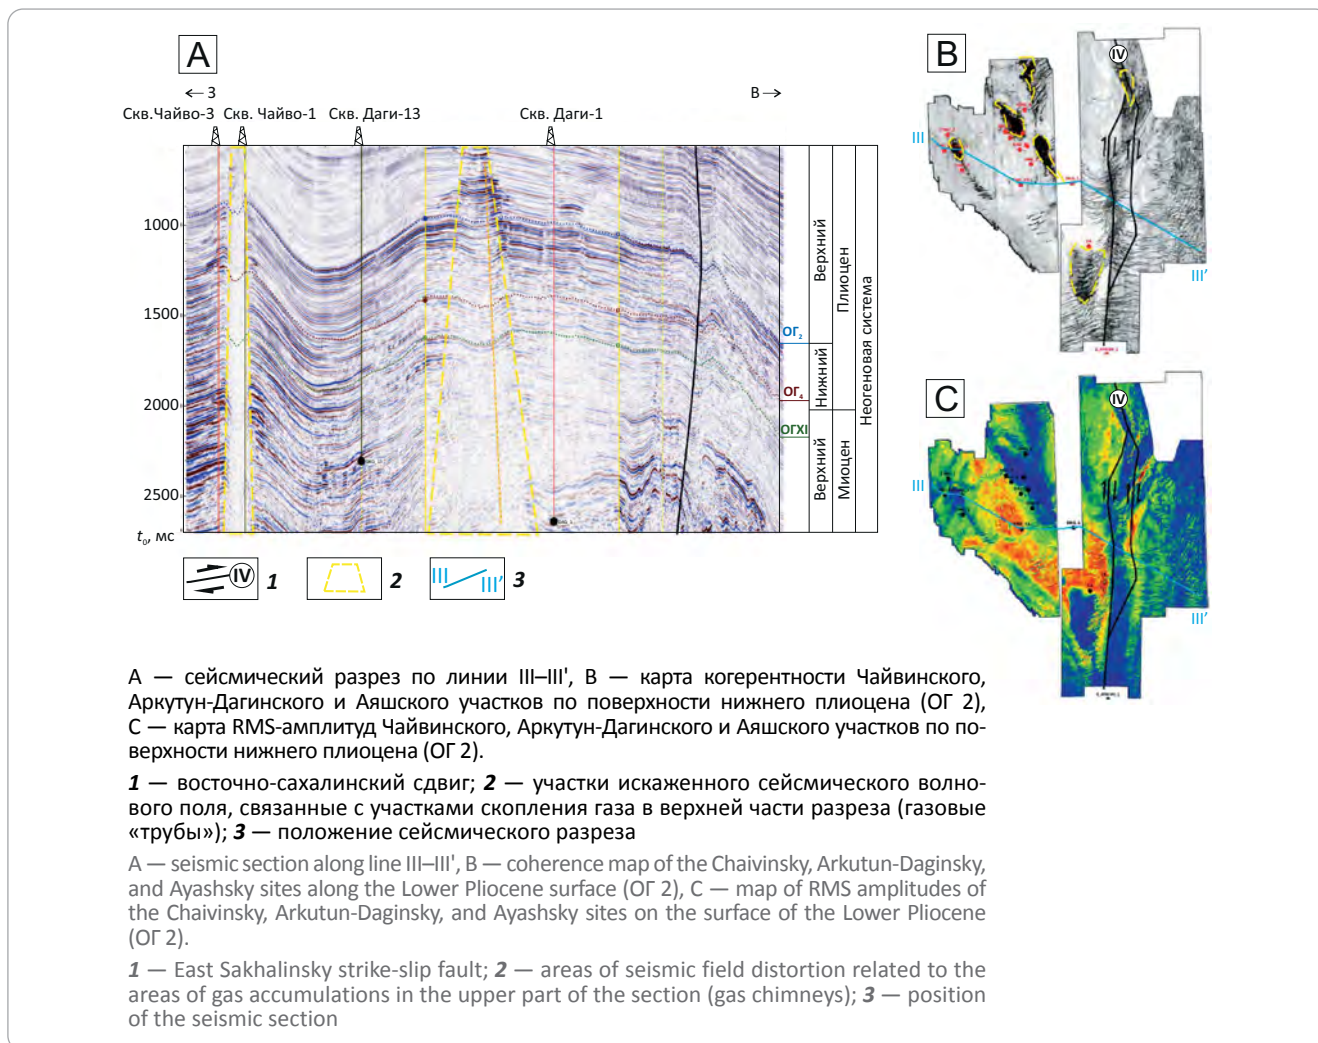 A
B
← З
В →
Скв.Чайво-3
Скв. Чайво-1
Скв. Даги-13
Скв. Даги-1
1000
1500
2000
2500
t₀, мс
ОГ₂
ОГ₄
ОГXI
Верхний
Нижний
Верхний
Плиоцен
Миоцен
Неогеновая система
IV
III
III'
C
IV
III
III'
IV
1
2
III
III'
3
А — сейсмический разрез по линии III–III', B — карта когерентности Чайвинского,
Аркутун-Дагинского и Аяшского участков по поверхности нижнего плиоцена (ОГ 2),
С — карта RMS-амплитуд Чайвинского, Аркутун-Дагинского и Аяшского участков по по-
верхности нижнего плиоцена (ОГ 2).
1 — восточно-сахалинский сдвиг; 2 — участки искаженного сейсмического волно-
вого поля, связанные с участками скопления газа в верхней части разреза (газовые
«трубы»); 3 — положение сейсмического разреза
A — seismic section along line III–III', B — coherence map of the Chaivinsky, Arkutun-Daginsky,
and Ayashsky sites along the Lower Pliocene surface (ОГ 2), C — map of RMS amplitudes of
the Chaivinsky, Arkutun-Daginsky, and Ayashsky sites on the surface of the Lower Pliocene
(ОГ 2).
1 — East Sakhalinsky strike-slip fault; 2 — areas of seismic field distortion related to the
areas of gas accumulations in the upper part of the section (gas chimneys); 3 — position
of the seismic section